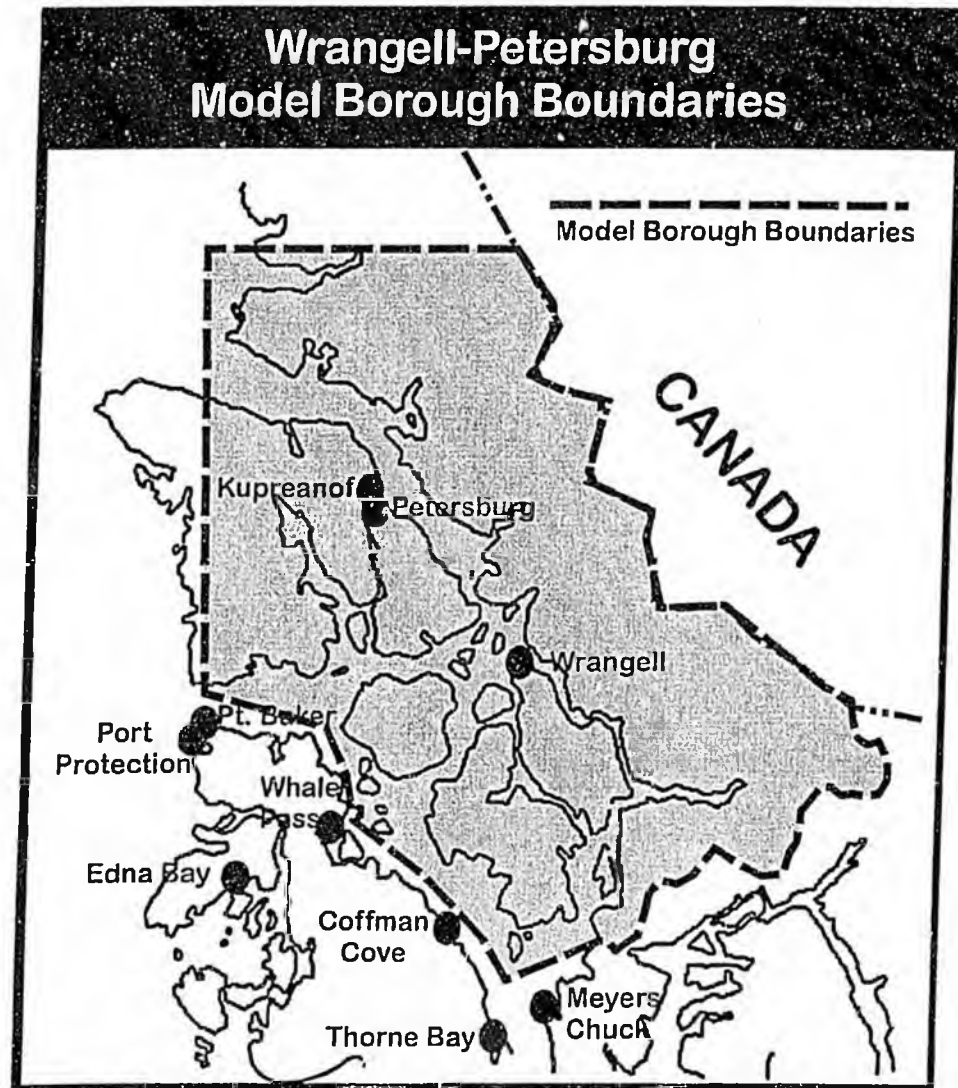 Wrangell-Petersburg
Model Borough Boundaries
Model Borough Boundaries
CANADA
Kupreanof
Petersburg
Wrangell
Pt. Baker
Port
Protection
Whale
Pass
Edna Bay
Coffman
Cove
Meyers
Chuck
Thorne Bay